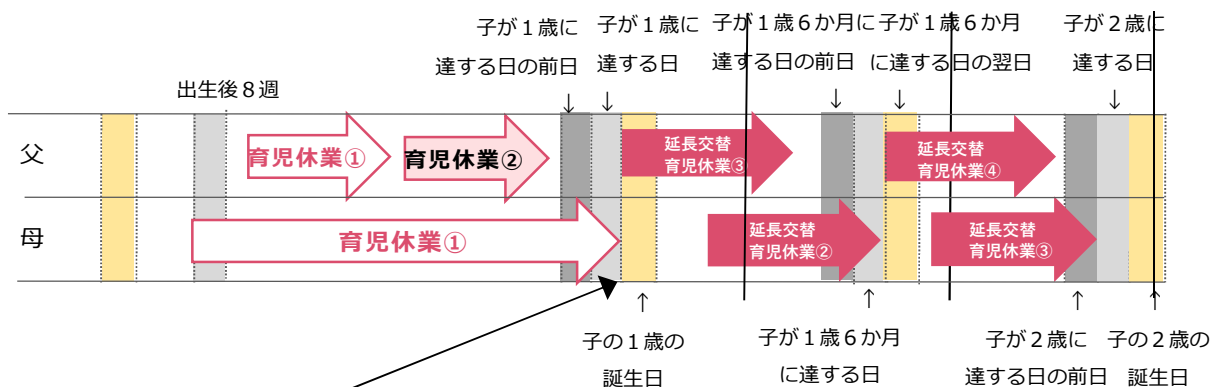 子が１歳に
達する日の前日
子が１歳に
達する日
子が１歳６か月に
達する日の前日
子が１歳６か月
に達する日の翌日
子が２歳に
達する日
出生後８週
↓
↓
↓
↓
↓
父
育児休業①
育児休業②
延長交替
育児休業③
延長交替
育児休業④
母
育児休業①
延長交替
育児休業②
延長交替
育児休業③
↑
↑
↑
↑
子の１歳の
誕生日
子が１歳６か月
に達する日
子が２歳に
達する日の前日
子の２歳の
誕生日